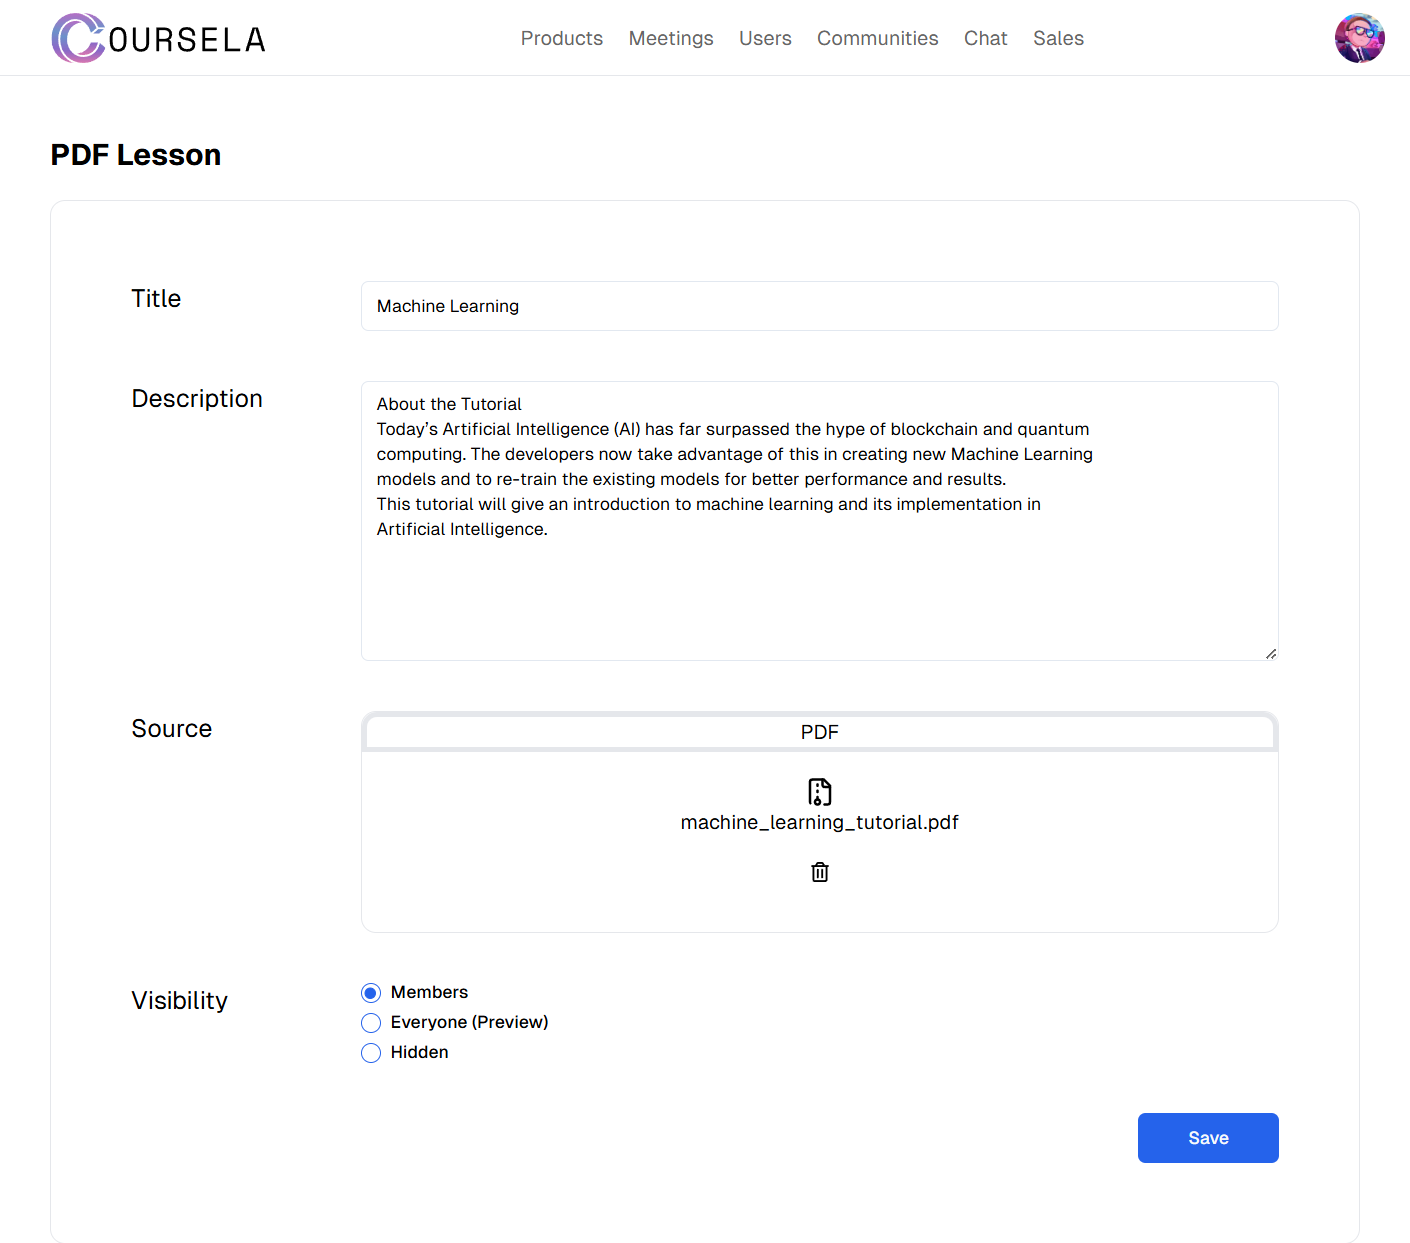 COURSELA
Products Meetings Users Communities Chat Sales
PDF Lesson
Title
Machine Learning
Description
About the Tutorial
Today’s Artificial Intelligence (AI) has far surpassed the hype of blockchain and quantum
computing. The developers now take advantage of this in creating new Machine Learning
models and to re-train the existing models for better performance and results.
This tutorial will give an introduction to machine learning and its implementation in
Artificial Intelligence.
Source
PDF
machine_learning_tutorial.pdf
Visibility
Members
Everyone (Preview)
Hidden
Save